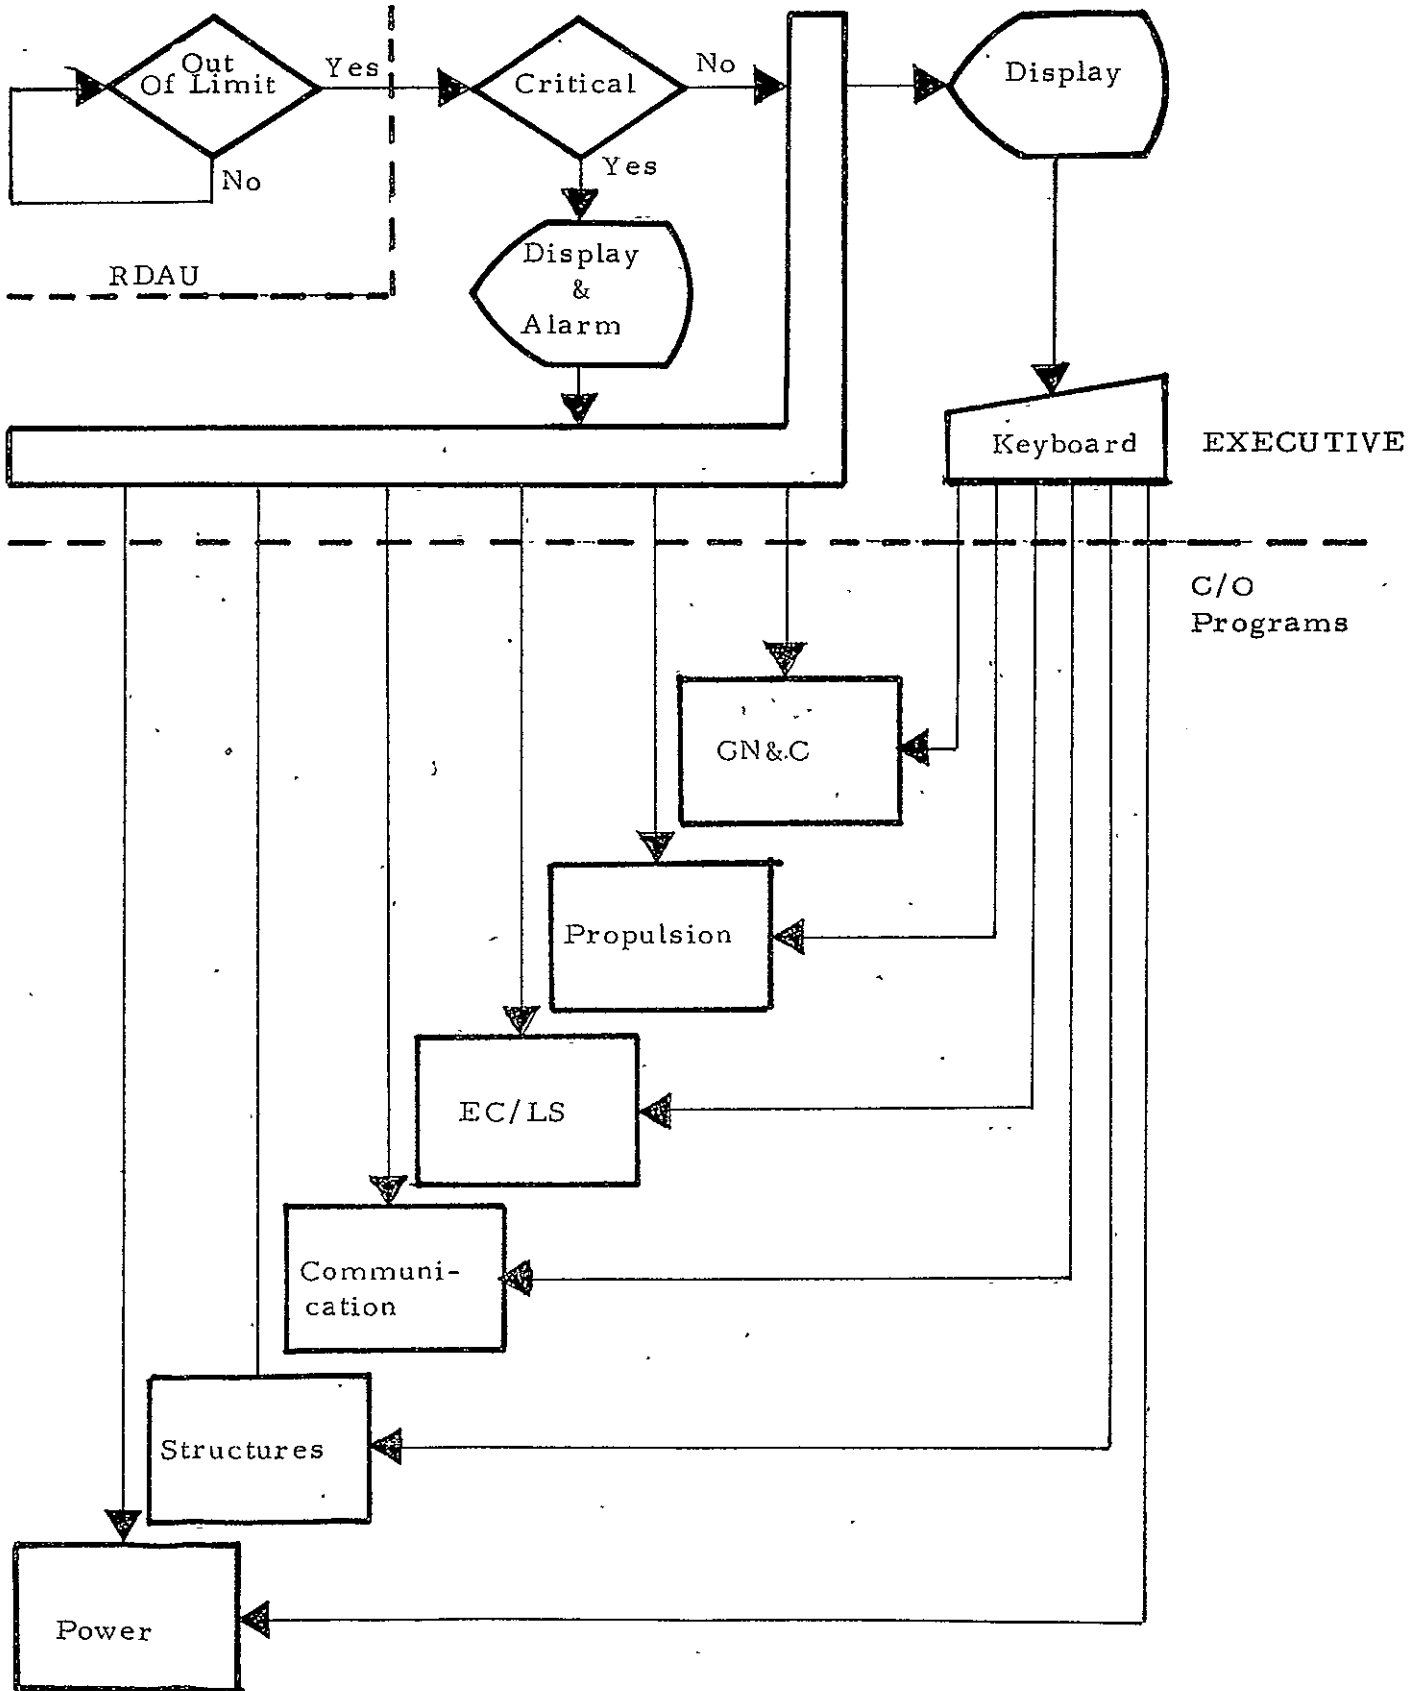 Out
Of Limit
Yes
No
RDAU
Critical
No
Yes
Display
&
Alarm
Display
Keyboard
EXECUTIVE
C/O
Programs
GN&C
Propulsion
EC/LS
Communi-
cation
Structures
Power